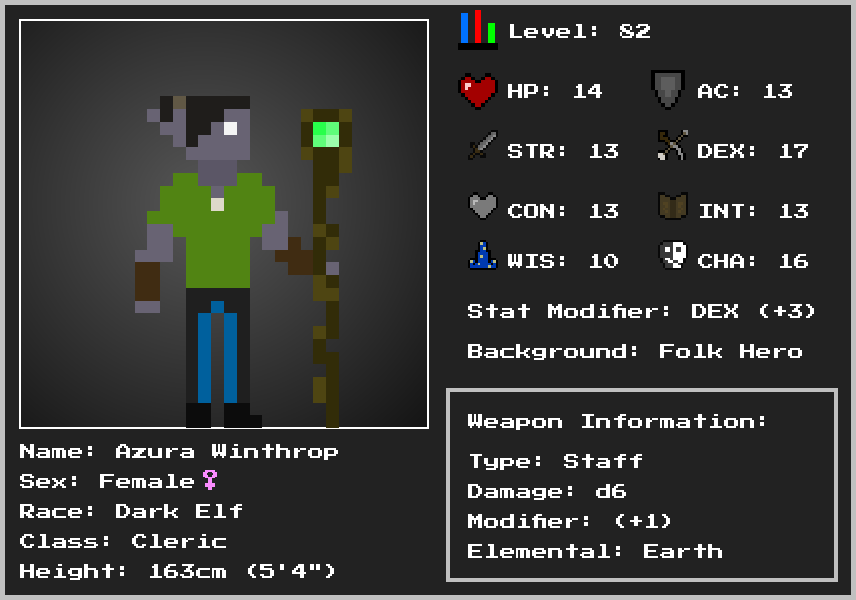 Level: 82
HP: 14 AC: 13
STR: 13 DEX: 17
CON: 13 INT: 13
WIS: 10 CHA: 16
Stat Modifier: DEX (+3)
Background: Folk Hero
Weapon Information:
Type: Staff
Damage: d6
Modifier: (+1)
Elemental: Earth
Name: Azura Winthrop
Sex: Female♀
Race: Dark Elf
Class: Cleric
Height: 163cm (5'4")